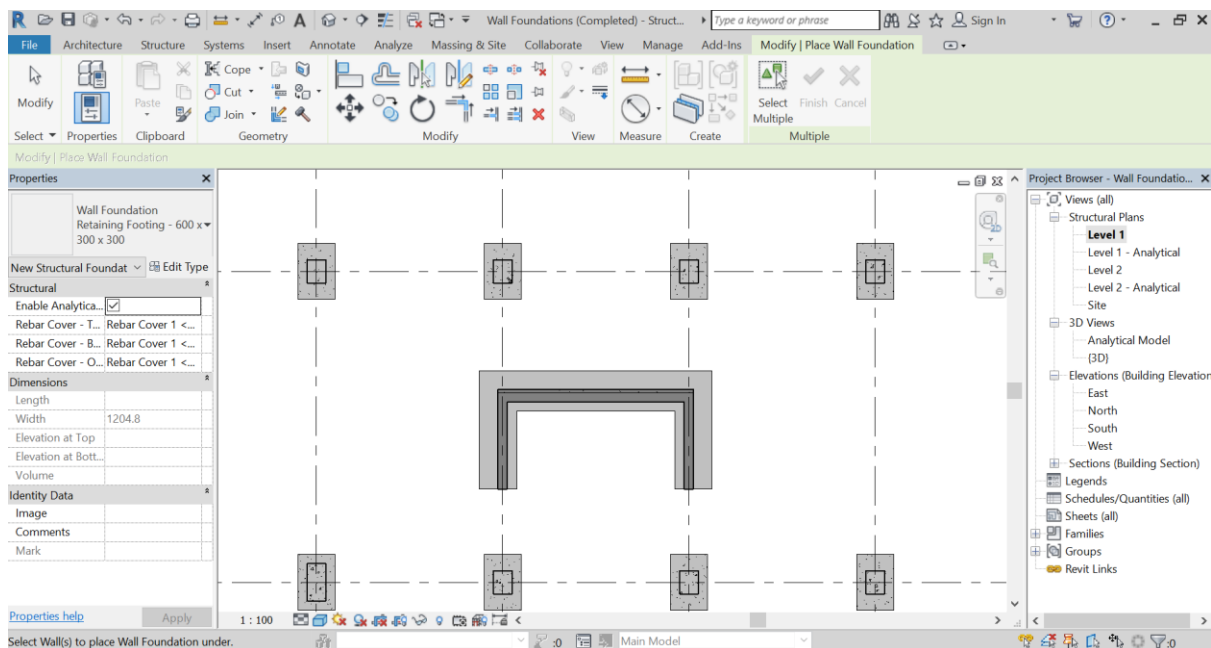 R A Wall Foundations (Completed) - Struct... Type a keyword or phrase Sign In
File Architecture Structure Systems Insert Annotate Analyze Massing & Site Collaborate View Manage Add-Ins Modify | Place Wall Foundation
Modify Paste Cope Cut Join Select Multiple Finish Cancel
Select Properties Clipboard Geometry Modify View Measure Create Multiple
Modify | Place Wall Foundation
Properties
Wall Foundation
Retaining Footing - 600 x
300 x 300
New Structural Foundat Edit Type
Structural
Enable Analytica...
Rebar Cover - T... Rebar Cover 1 <...
Rebar Cover - B... Rebar Cover 1 <...
Rebar Cover - O... Rebar Cover 1 <...
Dimensions
Length
Width 1204.8
Elevation at Top
Elevation at Bott...
Volume
Identity Data
Image
Comments
Mark
Properties help Apply
2D
1 : 100
Project Browser - Wall Foundatio...
Views (all)
Structural Plans
Level 1
Level 1 - Analytical
Level 2
Level 2 - Analytical
Site
3D Views
Analytical Model
{3D}
Elevations (Building Elevation
East
North
South
West
Sections (Building Section)
Legends
Schedules/Quantities (all)
Sheets (all)
Families
Groups
Revit Links
Select Wall(s) to place Wall Foundation under. :0 Main Model :0